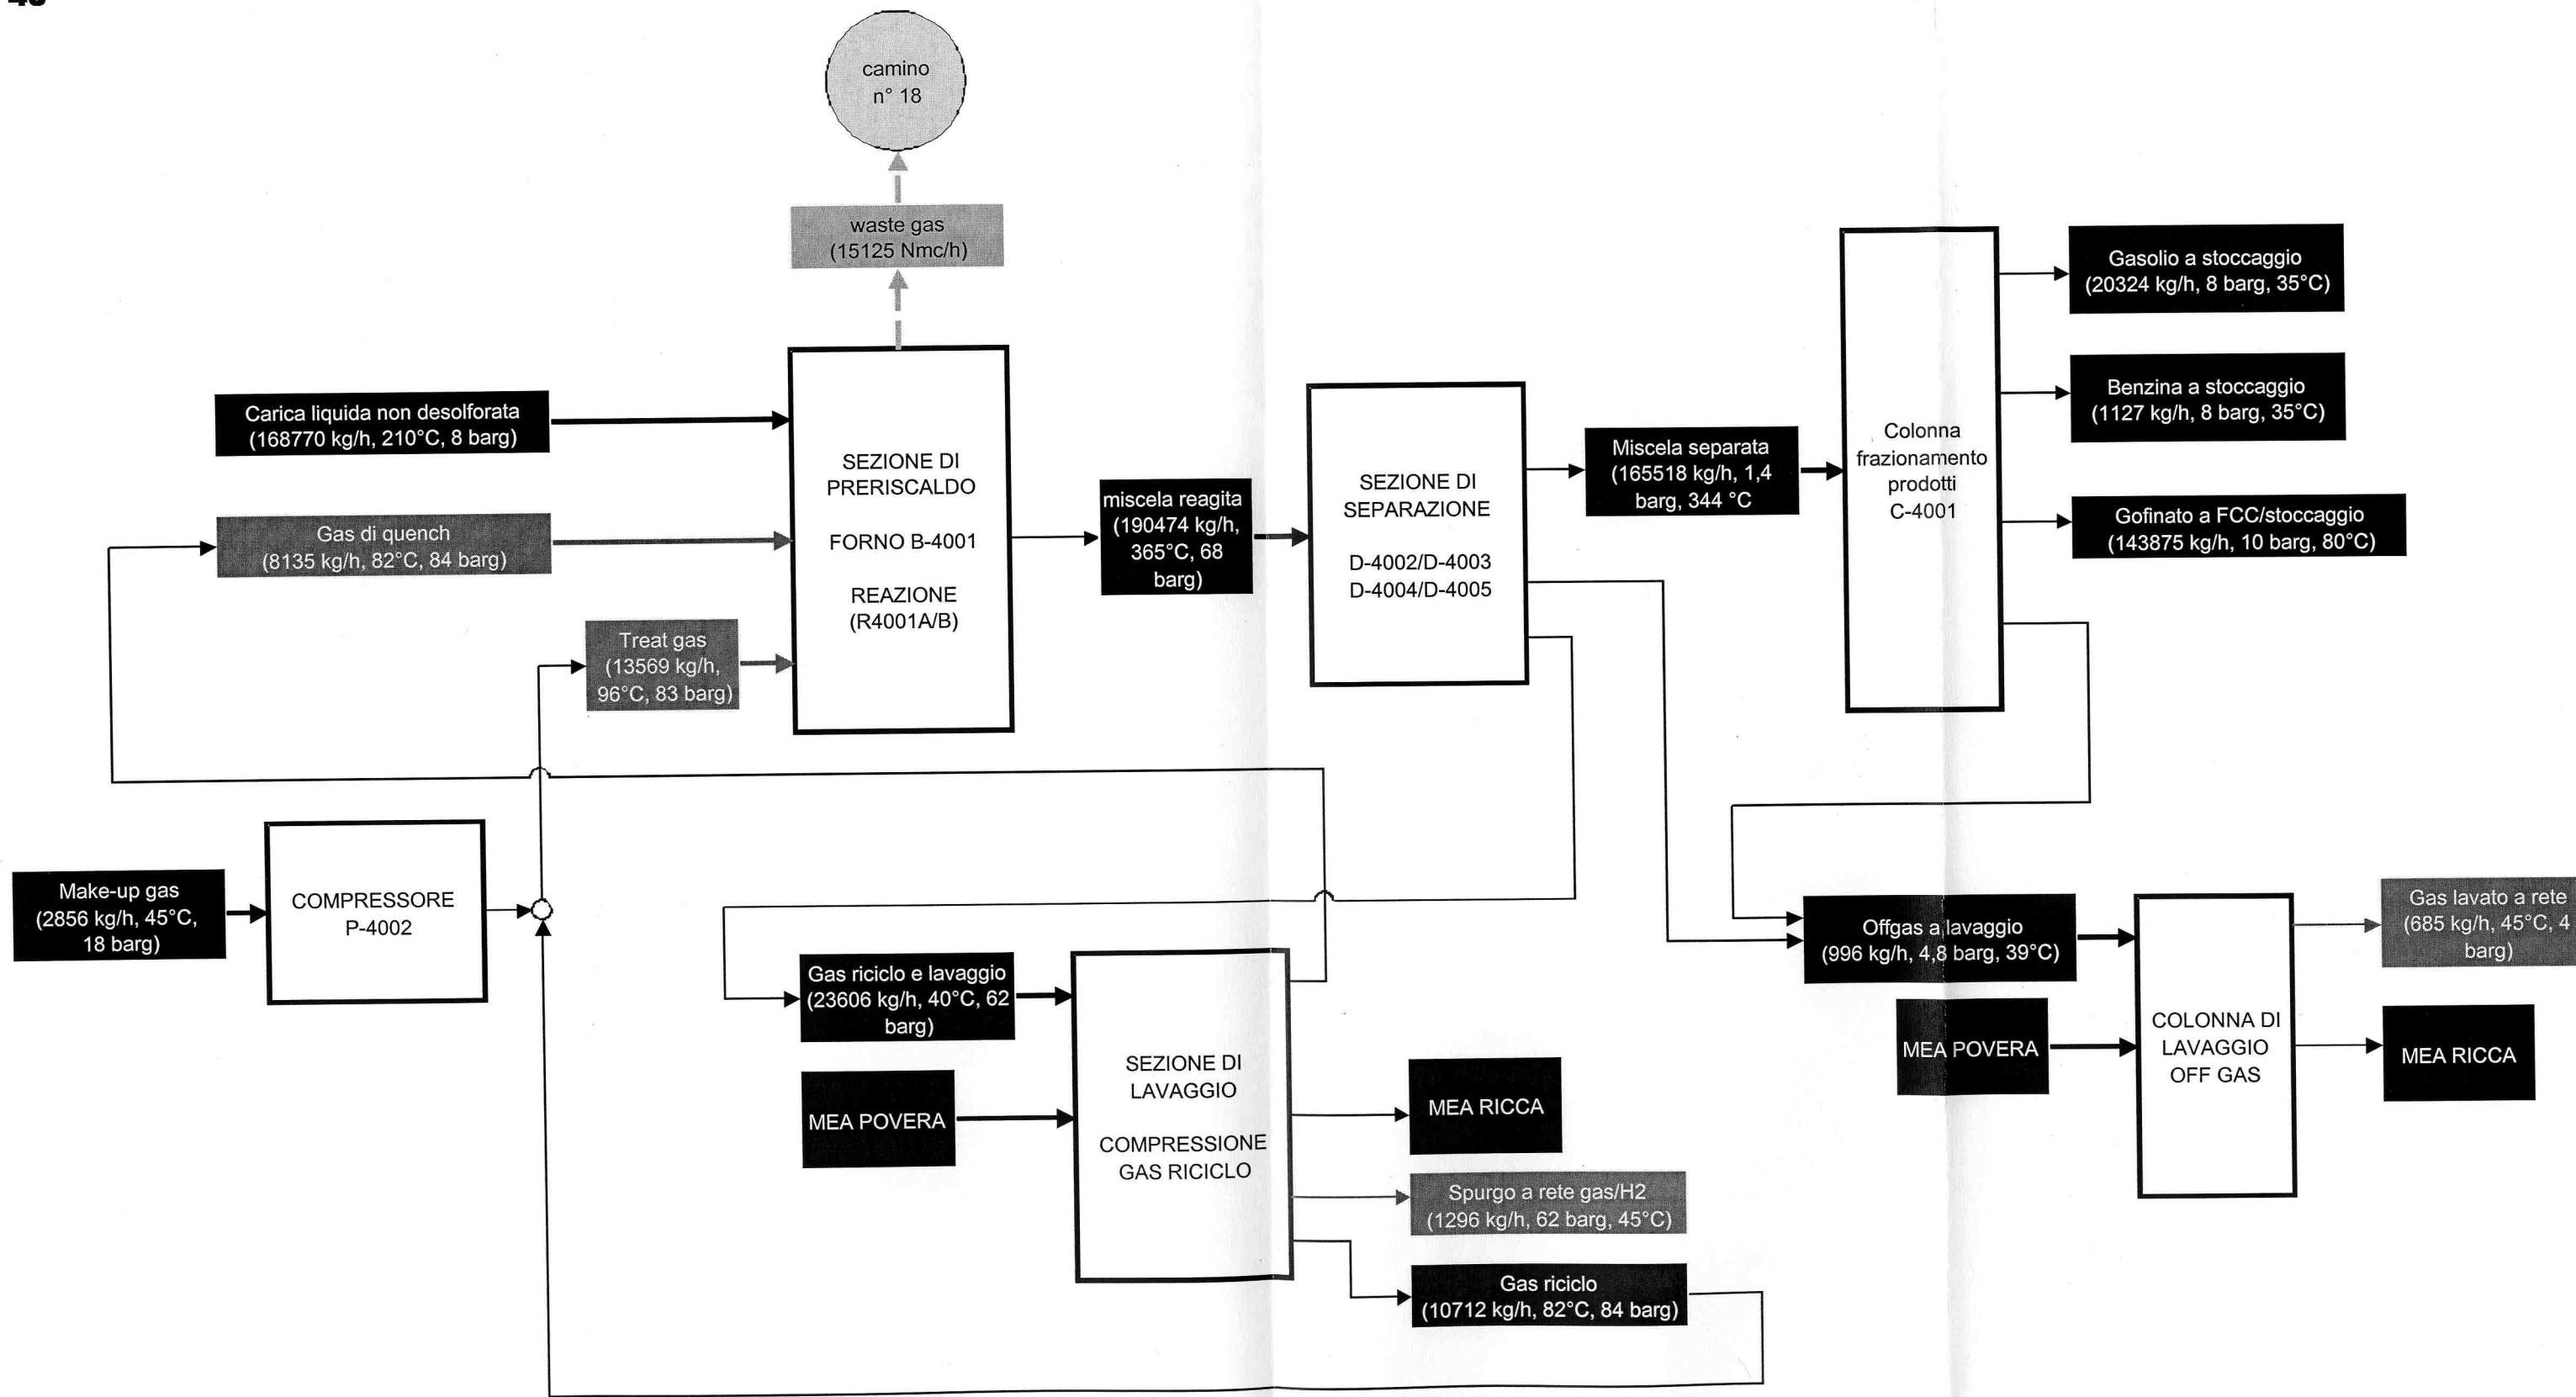 camino
n° 18
waste gas
(15125 Nmc/h)
Carica liquida non desolforata
(168770 kg/h, 210°C, 8 barg)
Gas di quench
(8135 kg/h, 82°C, 84 barg)
Treat gas
(13569 kg/h,
96°C, 83 barg)
SEZIONE DI
PRERISCALDO
FORNO B-4001
REAZIONE
(R4001A/B)
miscela reagita
(190474 kg/h,
365°C, 68
barg)
SEZIONE DI
SEPARAZIONE
D-4002/D-4003
D-4004/D-4005
Miscela separata
(165518 kg/h, 1,4
barg, 344 °C
Colonna
frazionamento
prodotti
C-4001
Gasolio a stoccaggio
(20324 kg/h, 8 barg, 35°C)
Benzina a stoccaggio
(1127 kg/h, 8 barg, 35°C)
Gofinato a FCC/stoccaggio
(143875 kg/h, 10 barg, 80°C)
Make-up gas
(2856 kg/h, 45°C,
18 barg)
COMPRESSORE
P-4002
Gas riciclo e lavaggio
(23606 kg/h, 40°C, 62
barg)
MEA POVERA
SEZIONE DI
LAVAGGIO
COMPRESSIONE
GAS RICICLO
MEA RICCA
Spurgo a rete gas/H2
(1296 kg/h, 62 barg, 45°C)
Gas riciclo
(10712 kg/h, 82°C, 84 barg)
Offgas a lavaggio
(996 kg/h, 4,8 barg, 39°C)
MEA POVERA
COLONNA DI
LAVAGGIO
OFF GAS
Gas lavato a rete
(685 kg/h, 45°C, 4
barg)
MEA RICCA